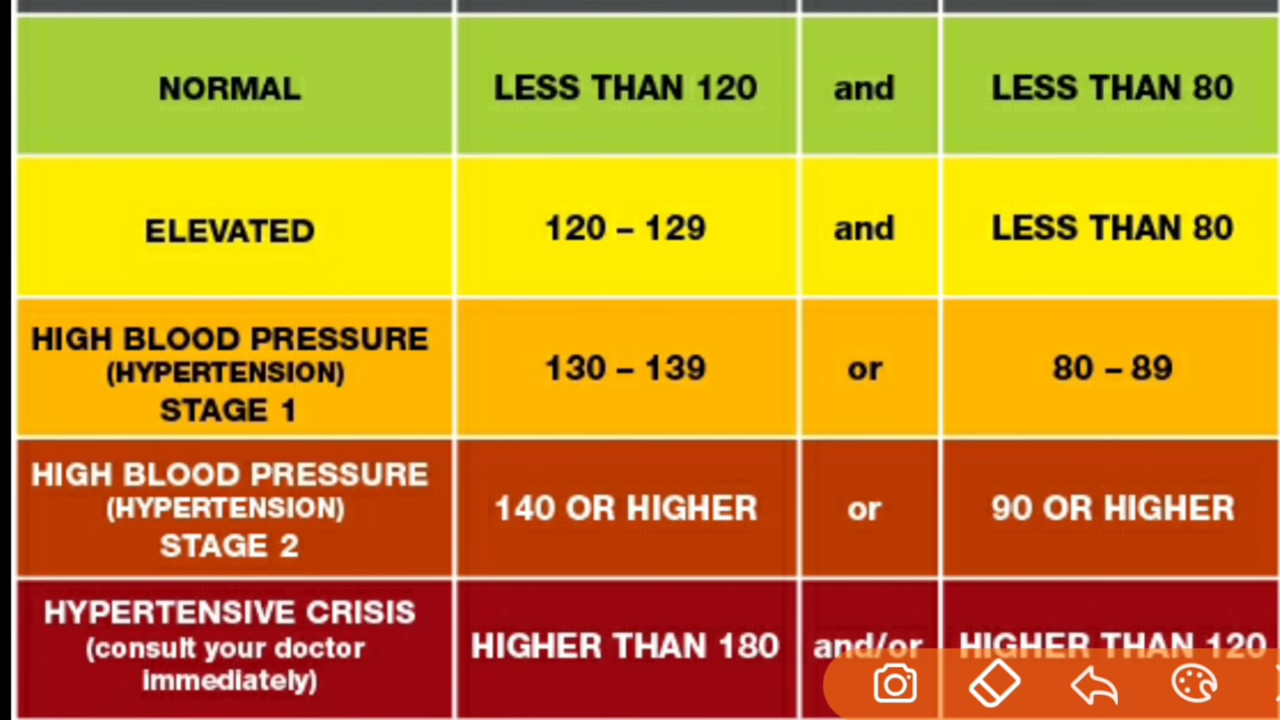 NORMAL
LESS THAN 120
and
LESS THAN 80
ELEVATED
120 – 129
and
LESS THAN 80
HIGH BLOOD PRESSURE
(HYPERTENSION)
STAGE 1
130 – 139
or
80 – 89
HIGH BLOOD PRESSURE
(HYPERTENSION)
STAGE 2
140 OR HIGHER
or
90 OR HIGHER
HYPERTENSIVE CRISIS
(consult your doctor
immediately)
HIGHER THAN 180
and/or
HIGHER THAN 120